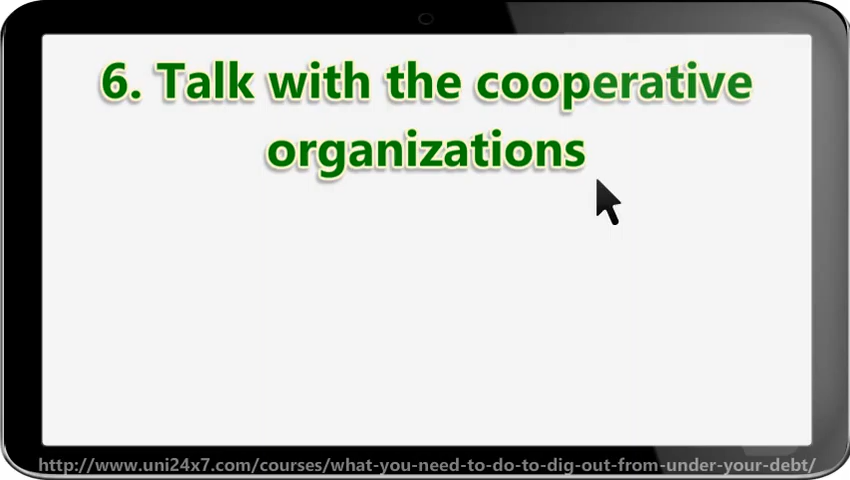 6. Talk with the cooperative
organizations
http://www.uni24x7.com/courses/what-you-need-to-do-to-dig-out-from-under-your-debt/